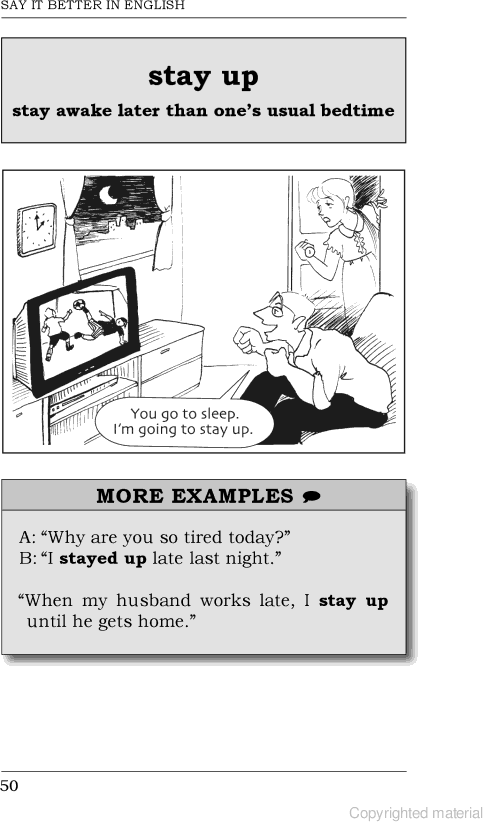 SAY IT BETTER IN ENGLISH
stay up
stay awake later than one's usual bedtime
You go to sleep.
I'm going to stay up.
MORE EXAMPLES
A: “Why are you so tired today?”
B: “I stayed up late last night.”
“When my husband works late, I stay up
until he gets home.”
50
Copyrighted material